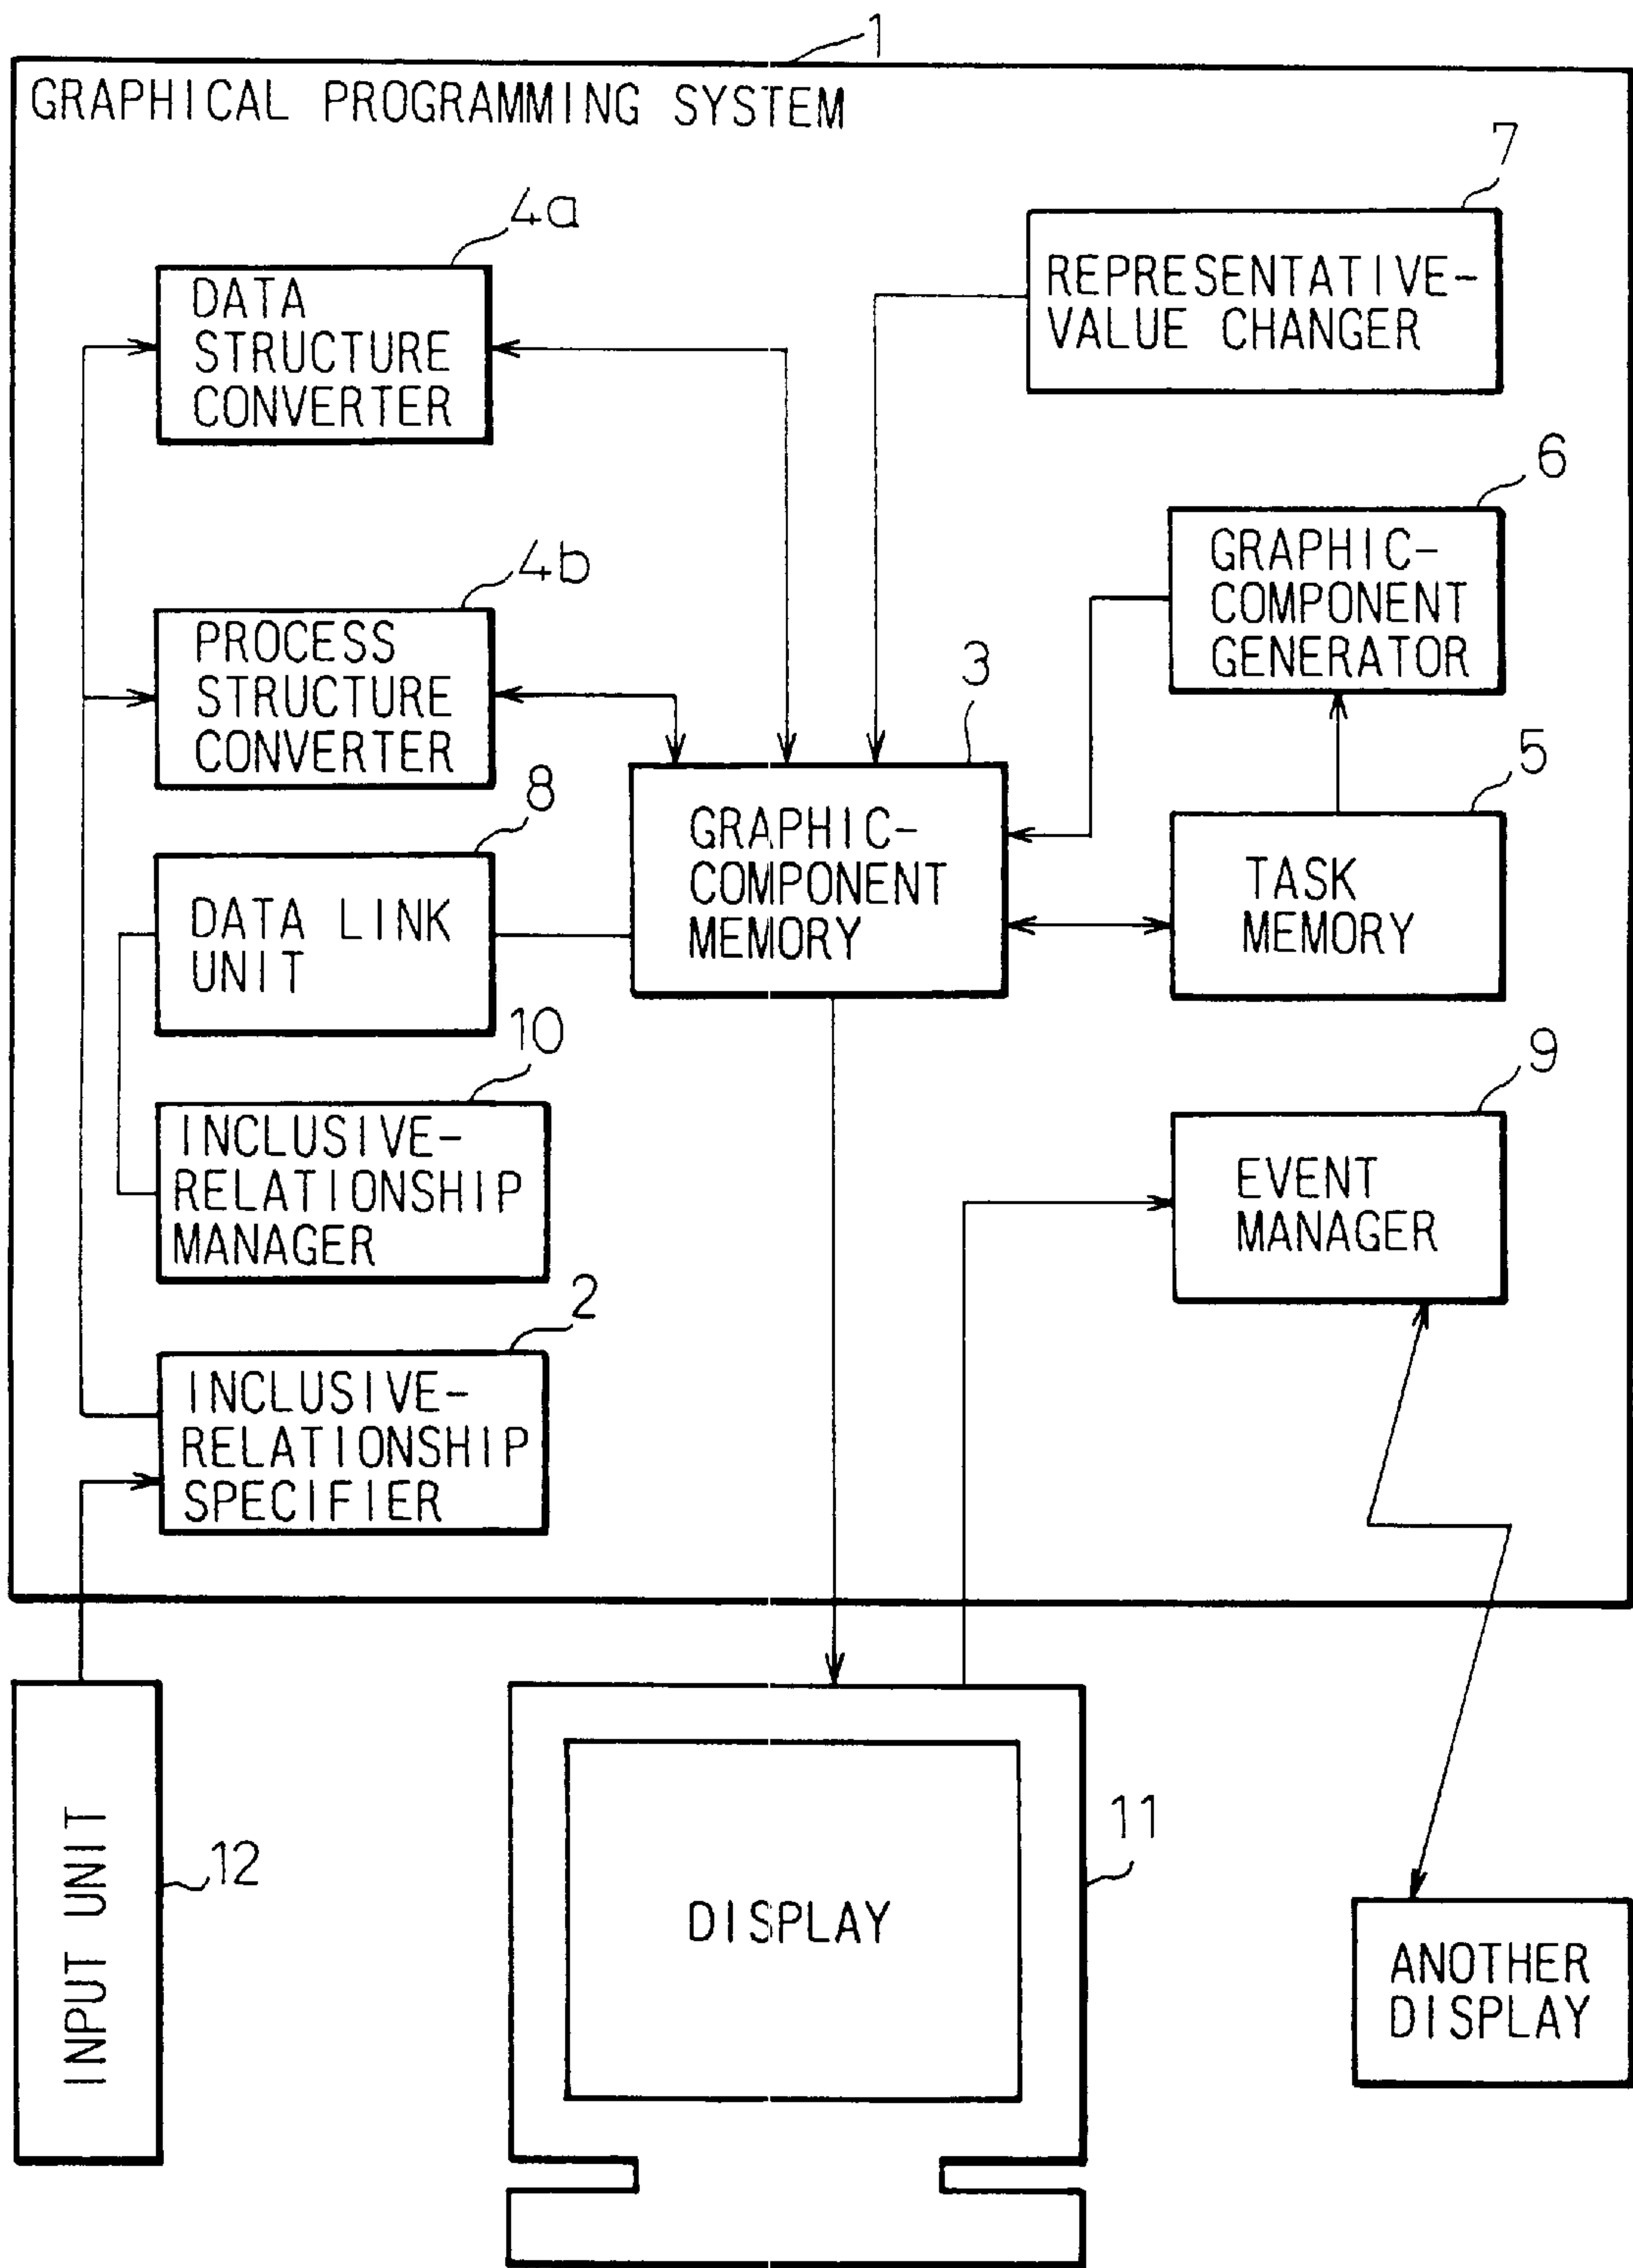 1
GRAPHICAL PROGRAMMING SYSTEM
7
4a
REPRESENTATIVE-
VALUE CHANGER
DATA
STRUCTURE
CONVERTER
6
GRAPHIC-
COMPONENT
GENERATOR
4b
PROCESS
STRUCTURE
CONVERTER
3
5
8
GRAPHIC-
COMPONENT
MEMORY
TASK
MEMORY
DATA LINK
UNIT
10
9
INCLUSIVE-
RELATIONSHIP
MANAGER
EVENT
MANAGER
2
INCLUSIVE-
RELATIONSHIP
SPECIFIER
INPUT UNIT
12
11
DISPLAY
ANOTHER
DISPLAY